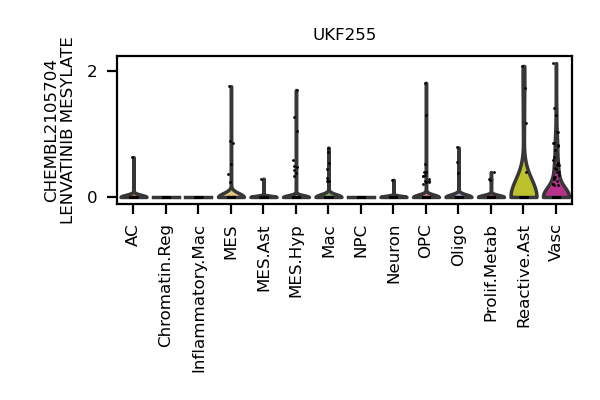 UKF255
CHEMBL2105704
LENVATINIB MESYLATE
2
0
AC
Chromatin.Reg
Inflammatory.Mac
MES
MES.Ast
MES.Hyp
Mac
NPC
Neuron
OPC
Oligo
Prolif.Metab
Reactive.Ast
Vasc